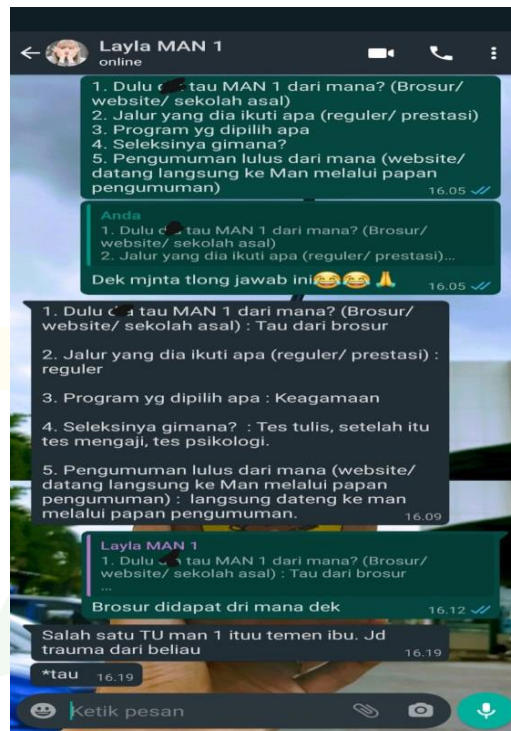 Layla MAN 1
online
1. Dulu tau MAN 1 dari mana? (Brosur/
website/ sekolah asal)
2. Jalur yang dia ikuti apa (reguler/ prestasi)
3. Program yg dipilih apa
4. Seleksinya gimana?
5. Pengumuman lulus dari mana (website/
datang langsung ke Man melalui papan
pengumuman) 16.05
Anda
1. Dulu tau MAN 1 dari mana? (Brosur/
website/ sekolah asal)
2. Jalur yang dia ikuti apa (reguler/ prestasi)...
Dek mjnta tlong jawab ini😂😂🙏 16.05
1. Dulu tau MAN 1 dari mana? (Brosur/
website/ sekolah asal) : Tau dari brosur
2. Jalur yang dia ikuti apa (reguler/ prestasi) :
reguler
3. Program yg dipilih apa : Keagamaan
4. Seleksinya gimana? : Tes tulis, setelah itu
tes mengaji, tes psikologi.
5. Pengumuman lulus dari mana (website/
datang langsung ke Man melalui papan
pengumuman) : langsung dateng ke man
melalui papan pengumuman. 16.09
Layla MAN 1
1. Dulu tau MAN 1 dari mana? (Brosur/
website/ sekolah asal) : Tau dari brosur
...
Brosur didapat dri mana dek 16.12
Salah satu TU man 1 ituu temen ibu. Jd
trauma dari beliau 16.19
*tau 16.19
Ketik pesan